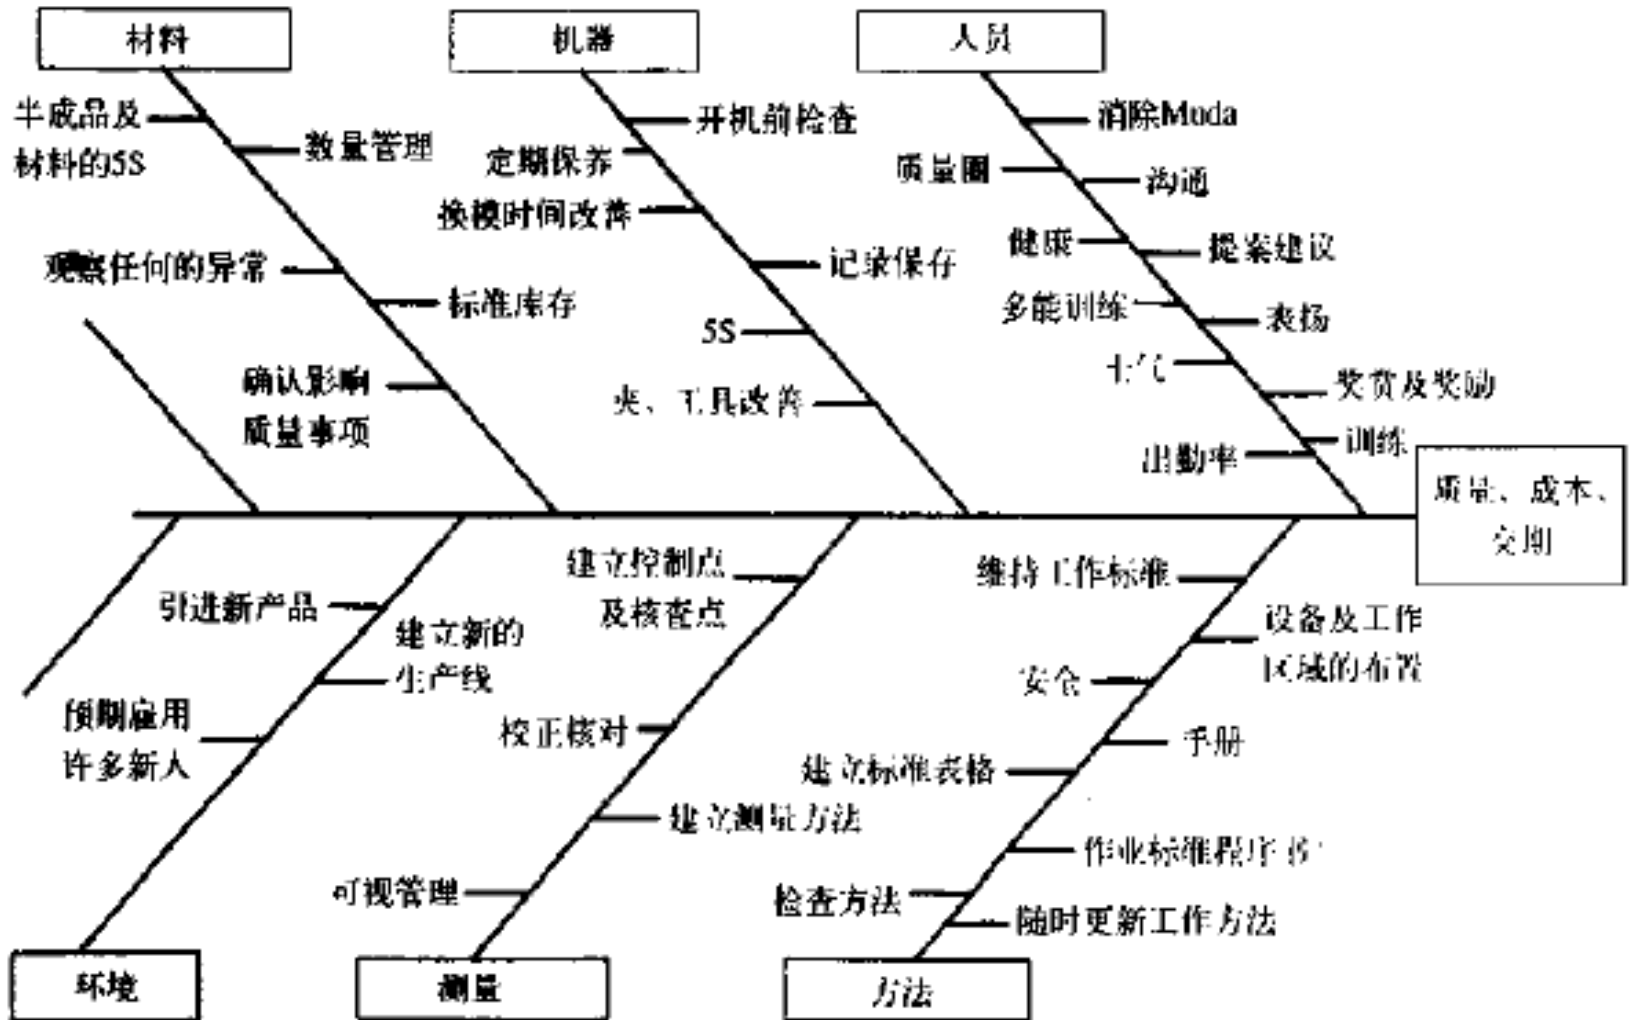 材料
机器
人员
半成品及
材料的5S
数量管理
观察任何的异常
标准库存
确认影响
质量事项
开机前检查
定期保养
换模时间改善
记录保存
5S
夹、工具改善
消除Muda
质量圈
沟通
健康
提案建议
多能训练
表扬
士气
奖赏及奖励
训练
出勤率
质量、成本、
交期
引进新产品
建立新的
生产线
预期雇用
许多新人
建立控制点
及核查点
校正核对
建立测量方法
可视管理
维持工作标准
设备及工作
区域的布置
安全
手册
建立标准表格
作业标准程序书
检查方法
随时更新工作方法
环境
测量
方法